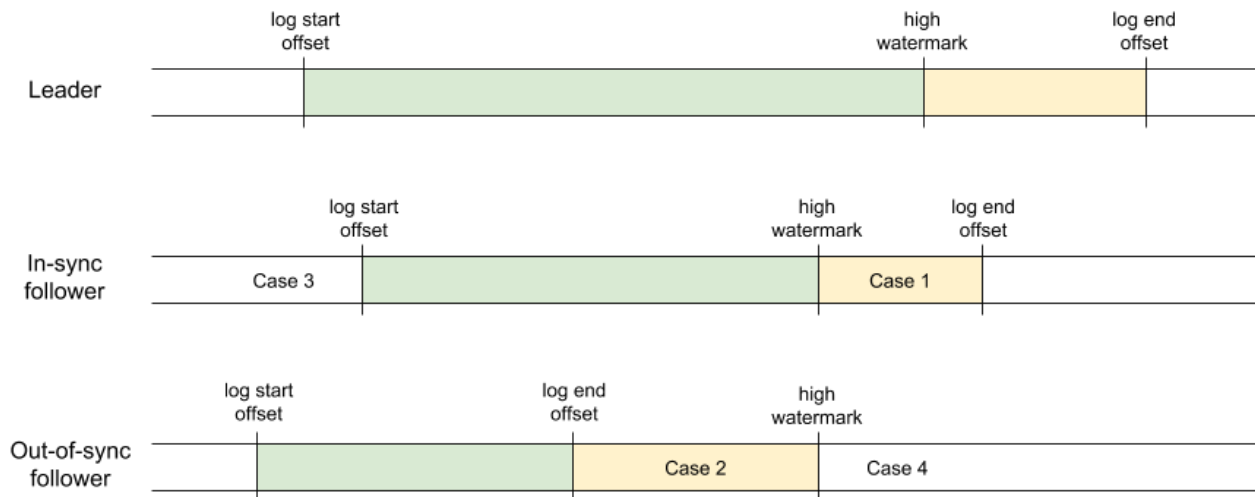 log start
offset
high
watermark
log end
offset
Leader
log start
offset
high
watermark
log end
offset
In-sync
follower
Case 3
Case 1
log start
offset
log end
offset
high
watermark
Out-of-sync
follower
Case 2
Case 4